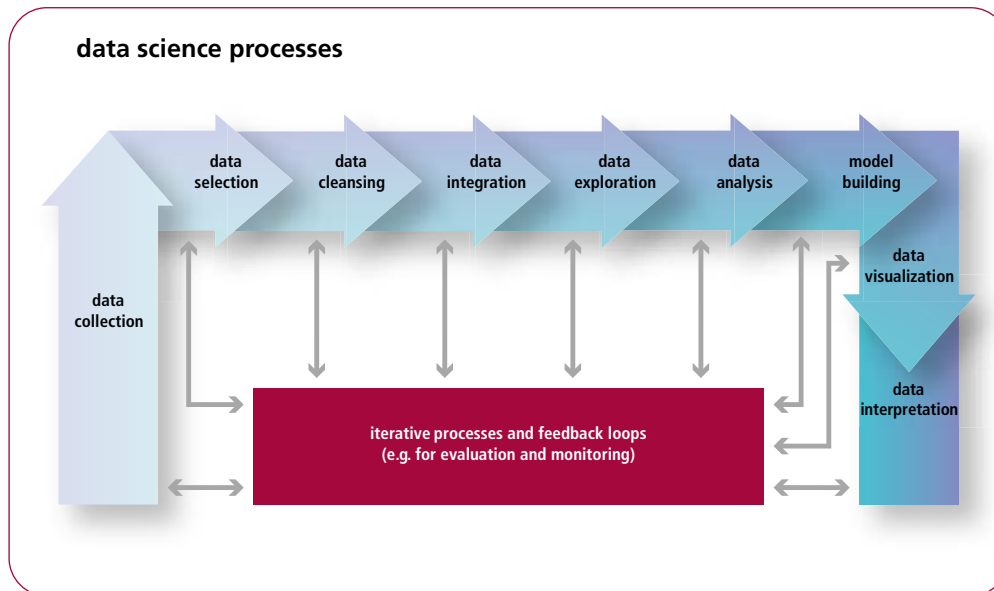 data science processes
data
selection
data
cleansing
data
integration
data
exploration
data
analysis
model
building
data
visualization
data
collection
data
interpretation
iterative processes and feedback loops
(e.g. for evaluation and monitoring)